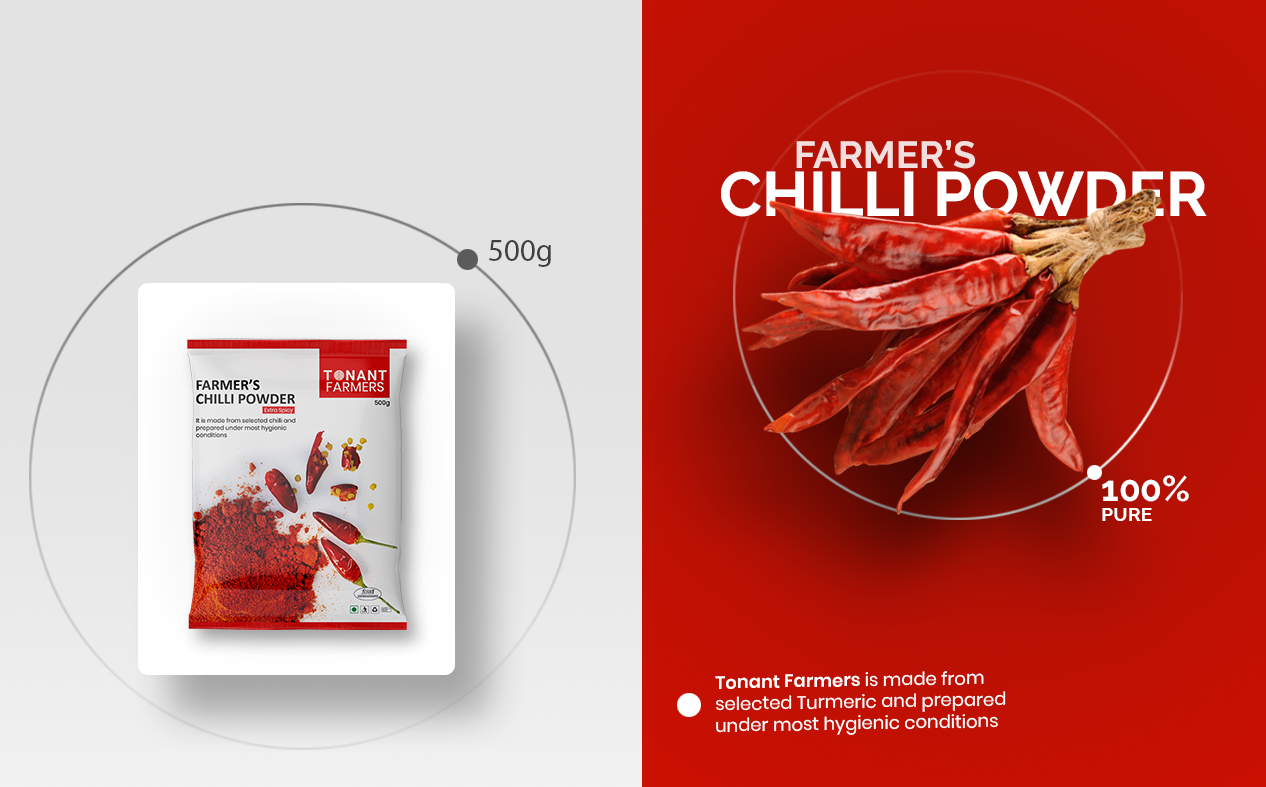 500g
FARMER'S
CHILLI POWDER
Extra Spicy
It is made from selected chilli and
prepared under most hygienic
conditions
TONANT
FARMERS
500g
FARMER'S
CHILLI POWDER
100%
PURE
Tonant Farmers is made from
selected Turmeric and prepared
under most hygienic conditions